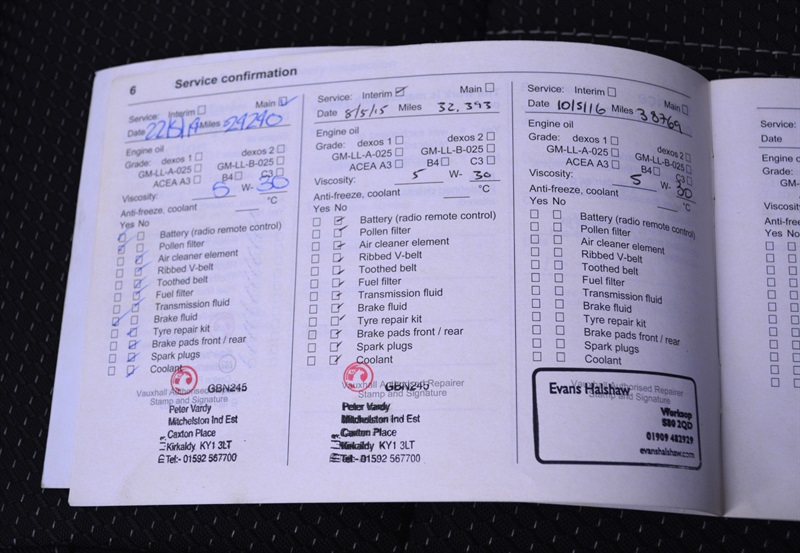 6 Service confirmation
Service: Interim Main
Date 22/5/14 Miles 24240
Engine oil
Grade: dexos 1 dexos 2
GM-LL-A-025 GM-LL-B-025
ACEA A3 B4 C3
Viscosity: 5 W- 30
Anti-freeze, coolant °C
Yes No
Battery (radio remote control)
Pollen filter
Air cleaner element
Ribbed V-belt
Toothed belt
Fuel filter
Transmission fluid
Brake fluid
Tyre repair kit
Brake pads front / rear
Spark plugs
Coolant
Vauxhall Authorised GBN245
Stamp and Signature
Peter Vardy
Mitchelston Ind Est
Caxton Place
Kirkaldy KY1 3LT
Tel:- 01592 567700
Service: Interim Main
Date 8/5/15 Miles 32,393
Engine oil
Grade: dexos 1 dexos 2
GM-LL-A-025 GM-LL-B-025
ACEA A3 B4 C3
Viscosity: 5 W- 30
Anti-freeze, coolant °C
Yes No
Battery (radio remote control)
Pollen filter
Air cleaner element
Ribbed V-belt
Toothed belt
Fuel filter
Transmission fluid
Brake fluid
Tyre repair kit
Brake pads front / rear
Spark plugs
Coolant
GBN245
Vauxhall Authorised Repairer
Stamp and Signature
Peter Vardy
Mitchelston Ind Est
Caxton Place
Kirkaldy KY1 3LT
Tel:- 01592 567700
Service: Interim Main
Date 10/5/16 Miles 38769
Engine oil
Grade: dexos 1 dexos 2
GM-LL-A-025 GM-LL-B-025
ACEA A3 B4 C3
Viscosity: 5 W- 30
Anti-freeze, coolant °C
Yes No
Battery (radio remote control)
Pollen filter
Air cleaner element
Ribbed V-belt
Toothed belt
Fuel filter
Transmission fluid
Brake fluid
Tyre repair kit
Brake pads front / rear
Spark plugs
Coolant
Vauxhall Authorised Repairer
Stamp and Signature
Evans Halshaw
Worksop
S80 2QD
01909 482929
evanshalshaw.com
Service:
Date
Engine
Grade:
GM-
Viscosity
Anti-free
Yes No